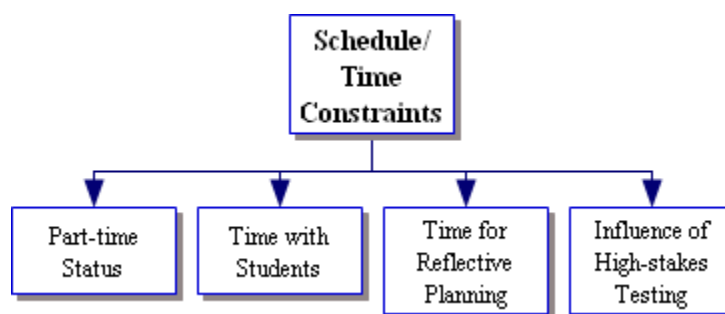 Schedule/
Time
Constraints
Part-time
Status
Time with
Students
Time for
Reflective
Planning
Influence of
High-stakes
Testing